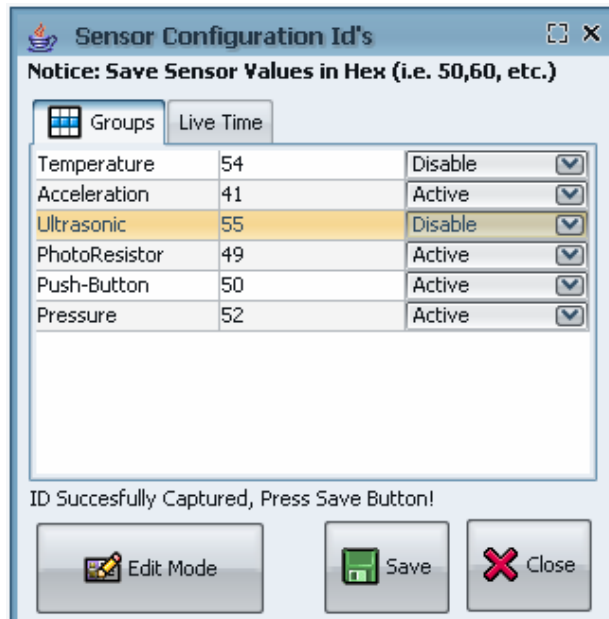 Sensor Configuration Id's
Notice: Save Sensor Values in Hex (i.e. 50,60, etc.)
Groups Live Time
Temperature 54 Disable
Acceleration 41 Active
Ultrasonic 55 Disable
PhotoResistor 49 Active
Push-Button 50 Active
Pressure 52 Active
ID Succesfully Captured, Press Save Button!
Edit Mode Save Close